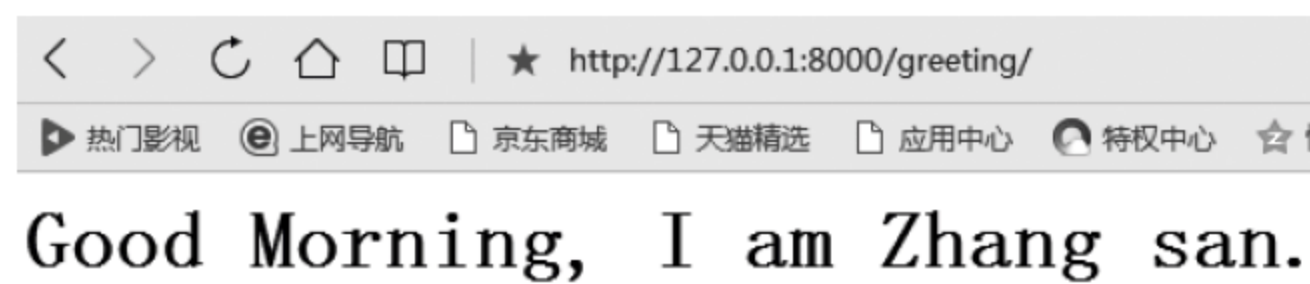 http://127.0.0.1:8000/greeting/
热门影视 上网导航 京东商城 天猫精选 应用中心 特权中心
Good Morning, I am Zhang san.